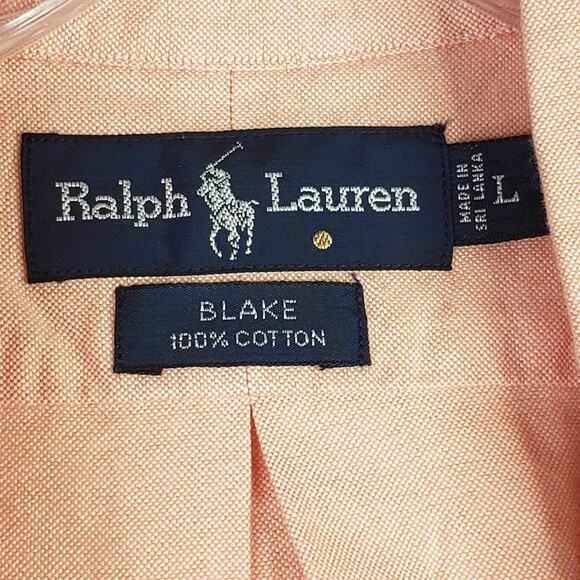 Ralph Lauren
MADE IN
SRI LANKA
L
BLAKE
100% COTTON